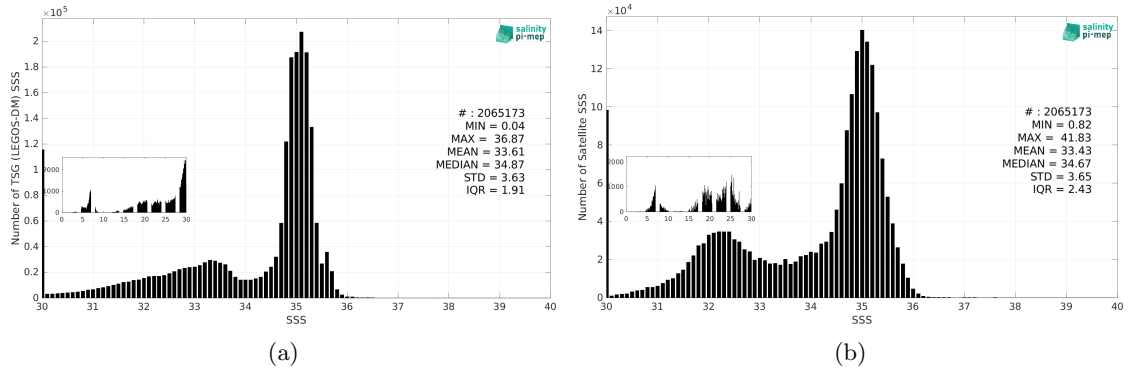 ×10⁵
2
1.8
1.6
1.4
1.2
1
0.8
0.6
0.4
0.2
0
Number of TSG (LEGOS-DM) SSS
salinity
pi-mep
# : 2065173
MIN = 0.04
MAX = 36.87
MEAN = 33.61
MEDIAN = 34.87
STD = 3.63
IQR = 1.91
2000
1000
0
0 5 10 15 20 25 30
30 31 32 33 34 35 36 37 38 39 40
SSS
(a)
×10⁴
14
12
10
8
6
4
2
0
Number of Satellite SSS
salinity
pi-mep
# : 2065173
MIN = 0.82
MAX = 41.83
MEAN = 33.43
MEDIAN = 34.67
STD = 3.65
IQR = 2.43
2000
1000
0
0 5 10 15 20 25 30
30 31 32 33 34 35 36 37 38 39 40
SSS
(b)